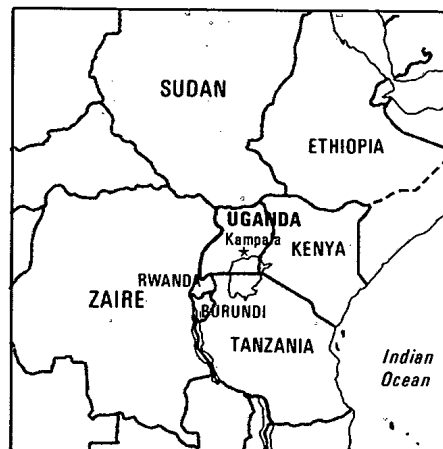 SUDAN
ETHIOPIA
UGANDA
Kampala
KENYA
RWANDA
ZAIRE
BURUNDI
TANZANIA
Indian
Ocean